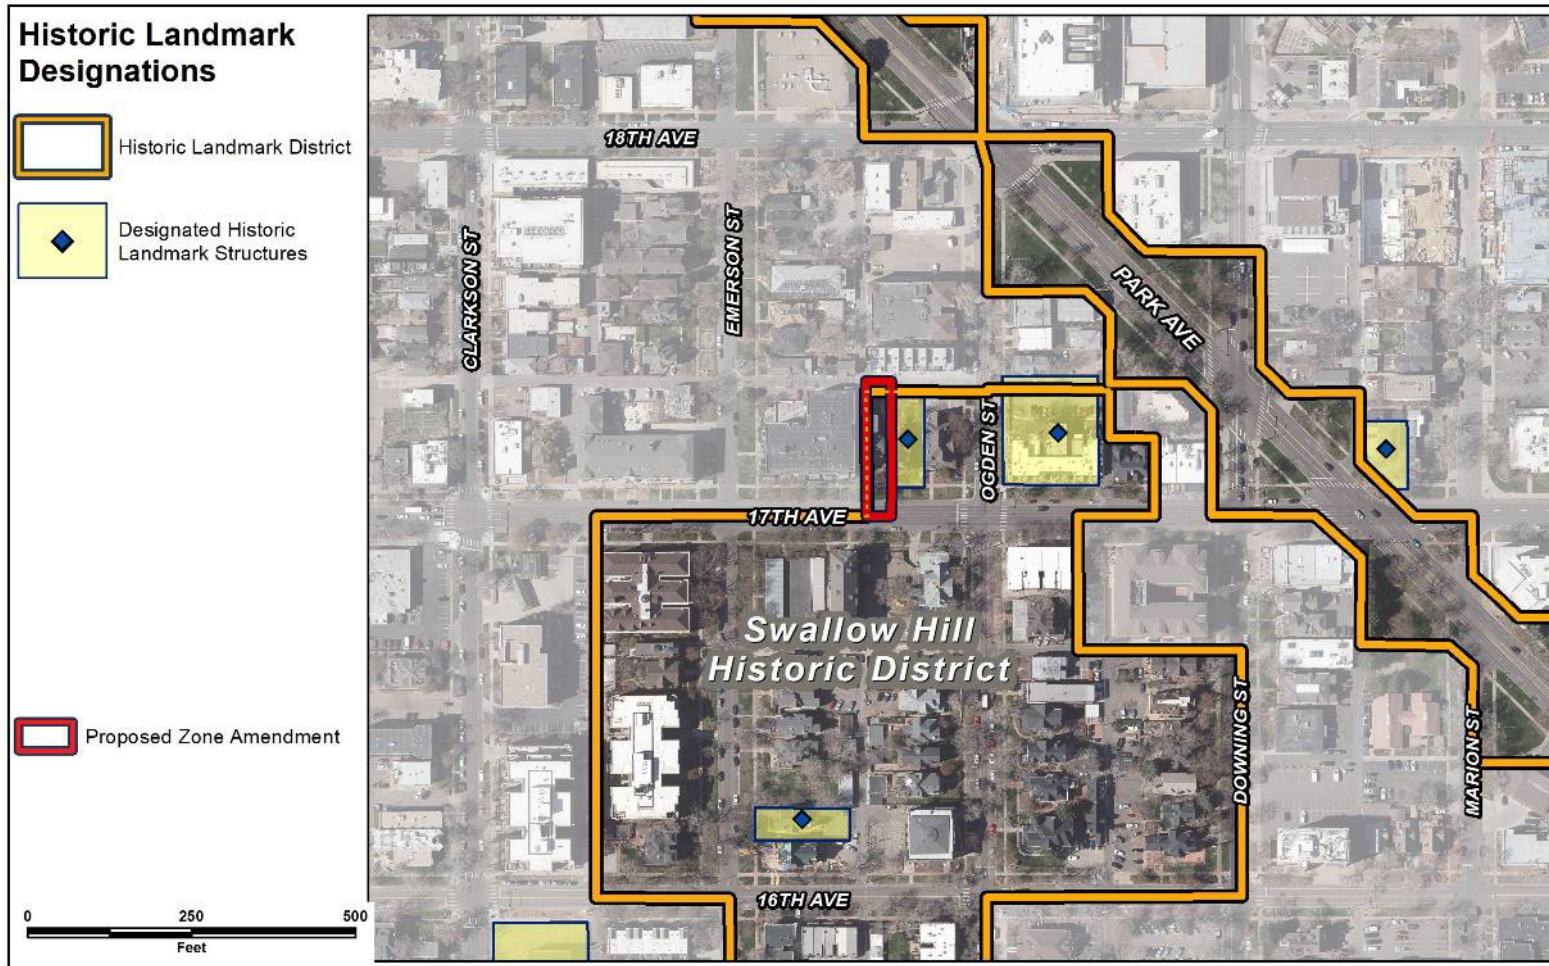 Historic Landmark
Designations
Historic Landmark District
Designated Historic
Landmark Structures
Proposed Zone Amendment
0 250 500
Feet
18TH AVE
CLARKSON ST
EMERSON ST
PARK AVE
OGDEN ST
17TH AVE
Swallow Hill
Historic District
DOWNING ST
MARION ST
16TH AVE